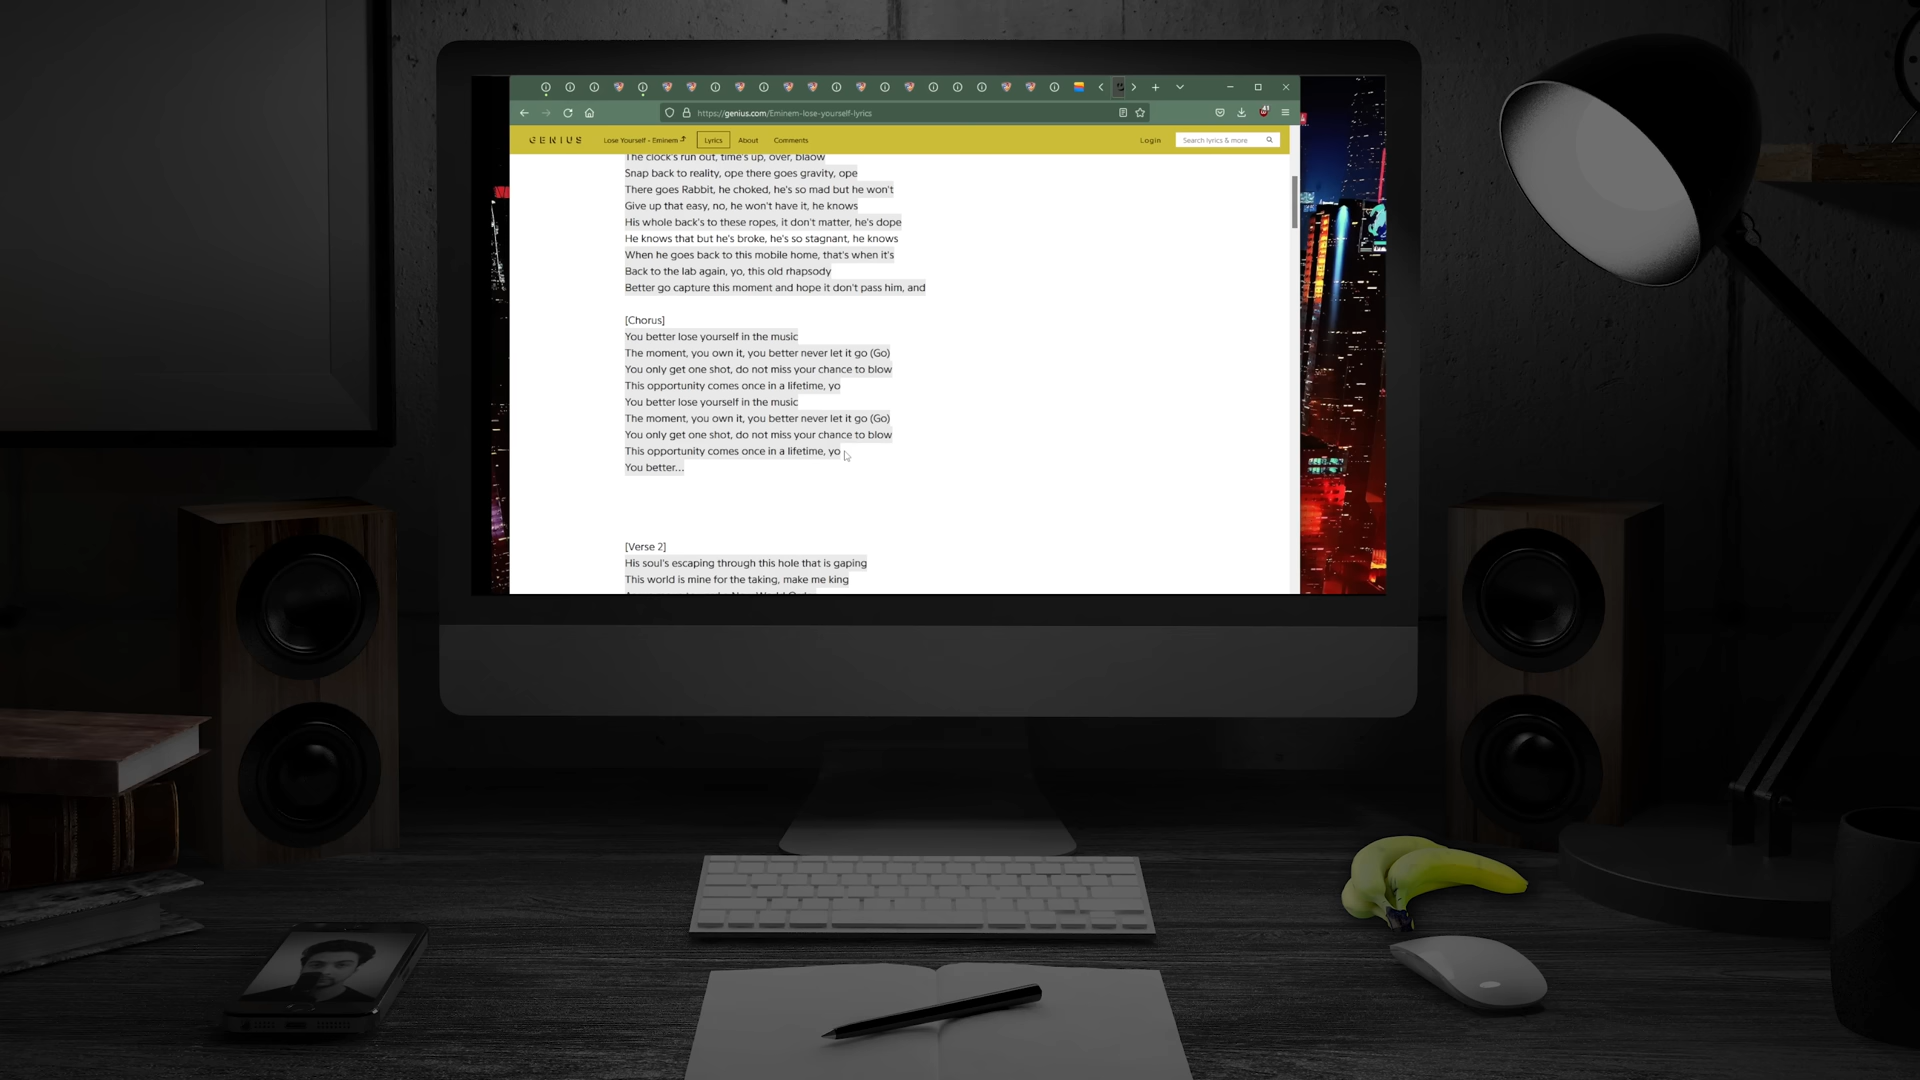 https://genius.com/Eminem-lose-yourself-lyrics
GENIUS Lose Yourself - Eminem Lyrics About Comments Login Search lyrics & more
The clock's run out, time's up, over, blaow
Snap back to reality, ope there goes gravity, ope
There goes Rabbit, he choked, he's so mad but he won't
Give up that easy, no, he won't have it, he knows
His whole back's to these ropes, it don't matter, he's dope
He knows that but he's broke, he's so stagnant, he knows
When he goes back to this mobile home, that's when it's
Back to the lab again, yo, this old rhapsody
Better go capture this moment and hope it don't pass him, and
[Chorus]
You better lose yourself in the music
The moment, you own it, you better never let it go (Go)
You only get one shot, do not miss your chance to blow
This opportunity comes once in a lifetime, yo
You better lose yourself in the music
The moment, you own it, you better never let it go (Go)
You only get one shot, do not miss your chance to blow
This opportunity comes once in a lifetime, yo
You better...
[Verse 2]
His soul's escaping through this hole that is gaping
This world is mine for the taking, make me king